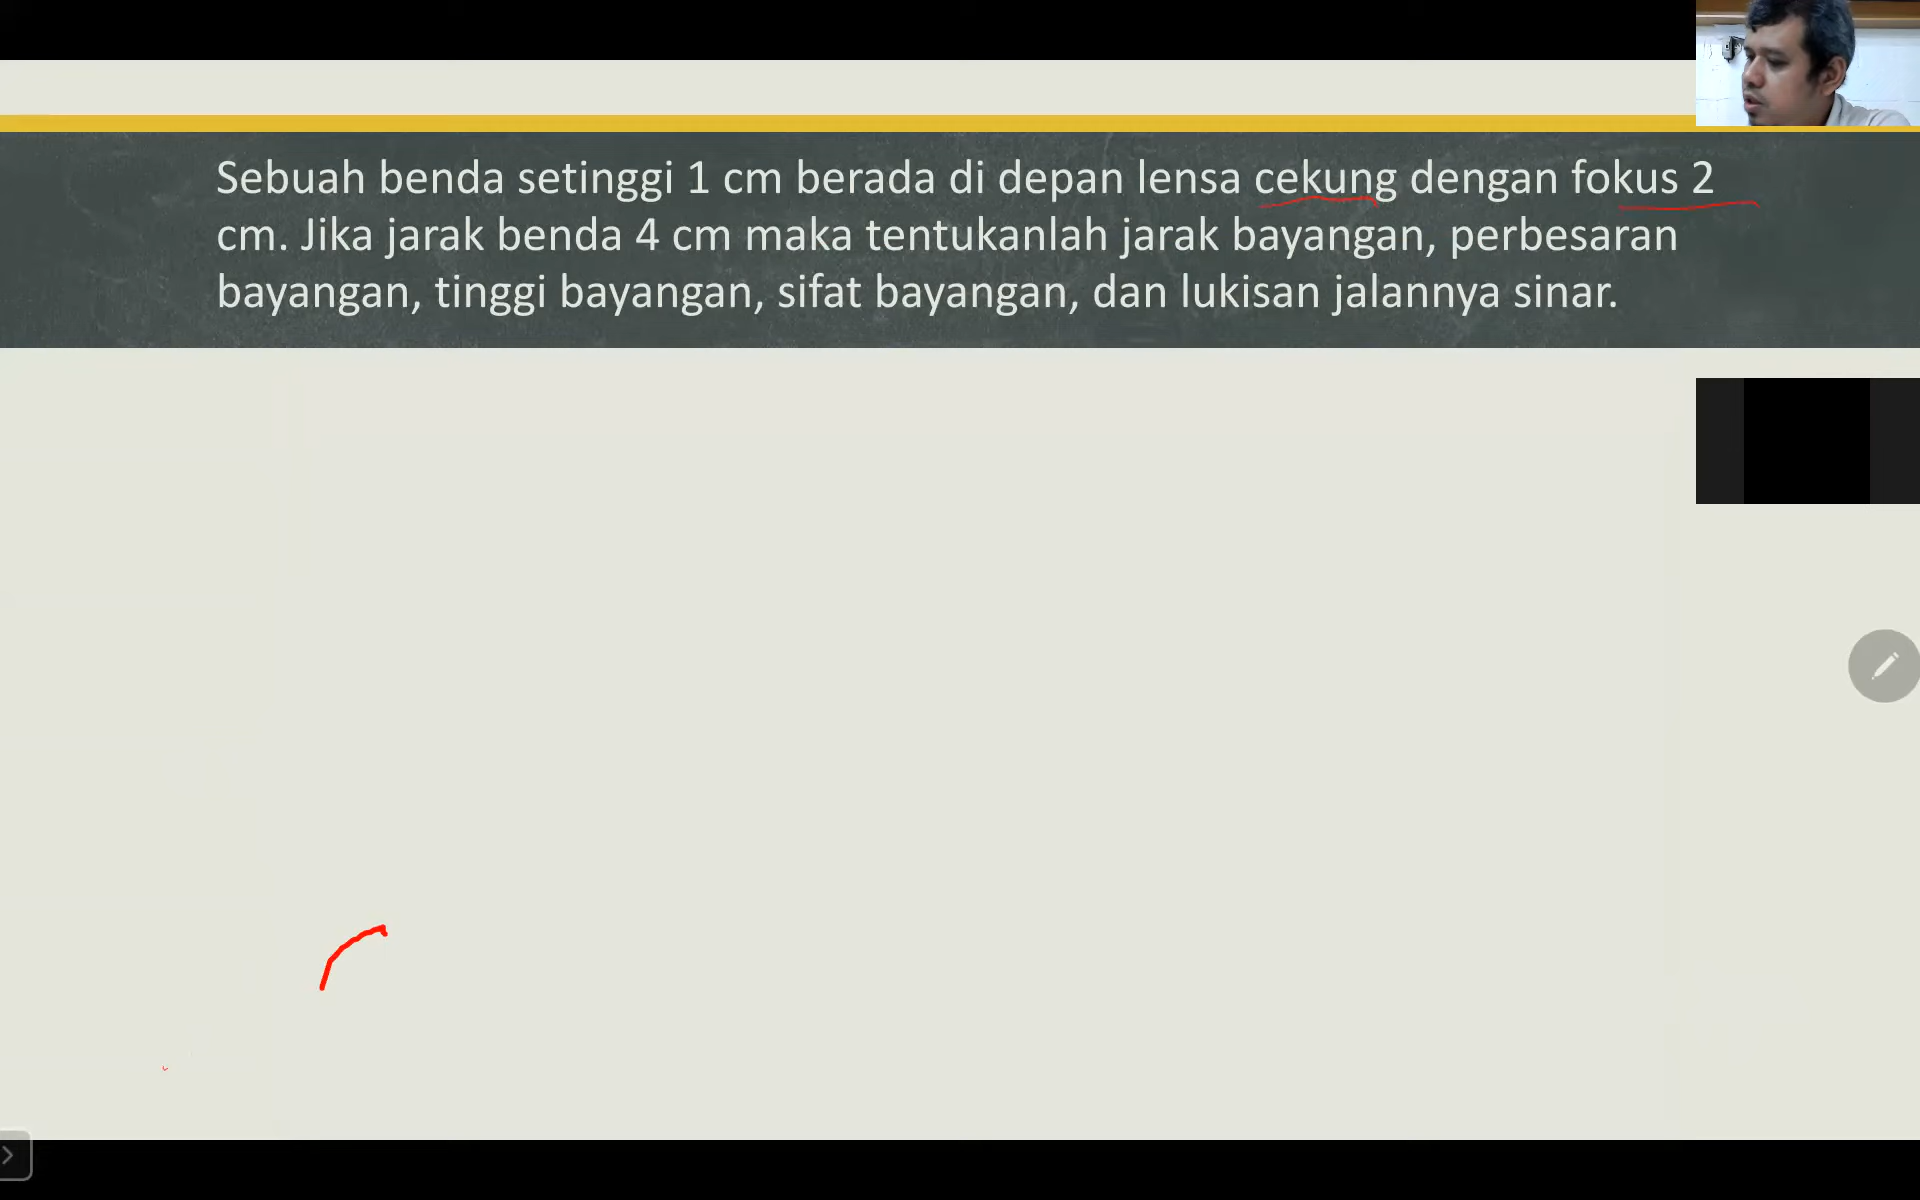 Sebuah benda setinggi 1 cm berada di depan lensa cekung dengan fokus 2
cm. Jika jarak benda 4 cm maka tentukanlah jarak bayangan, perbesaran
bayangan, tinggi bayangan, sifat bayangan, dan lukisan jalannya sinar.